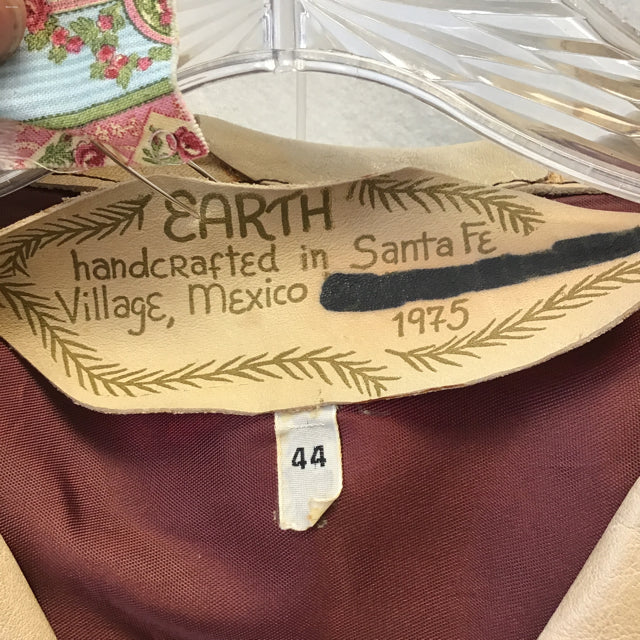 EARTH
handcrafted in Santa FE
Village, Mexico
1975
44